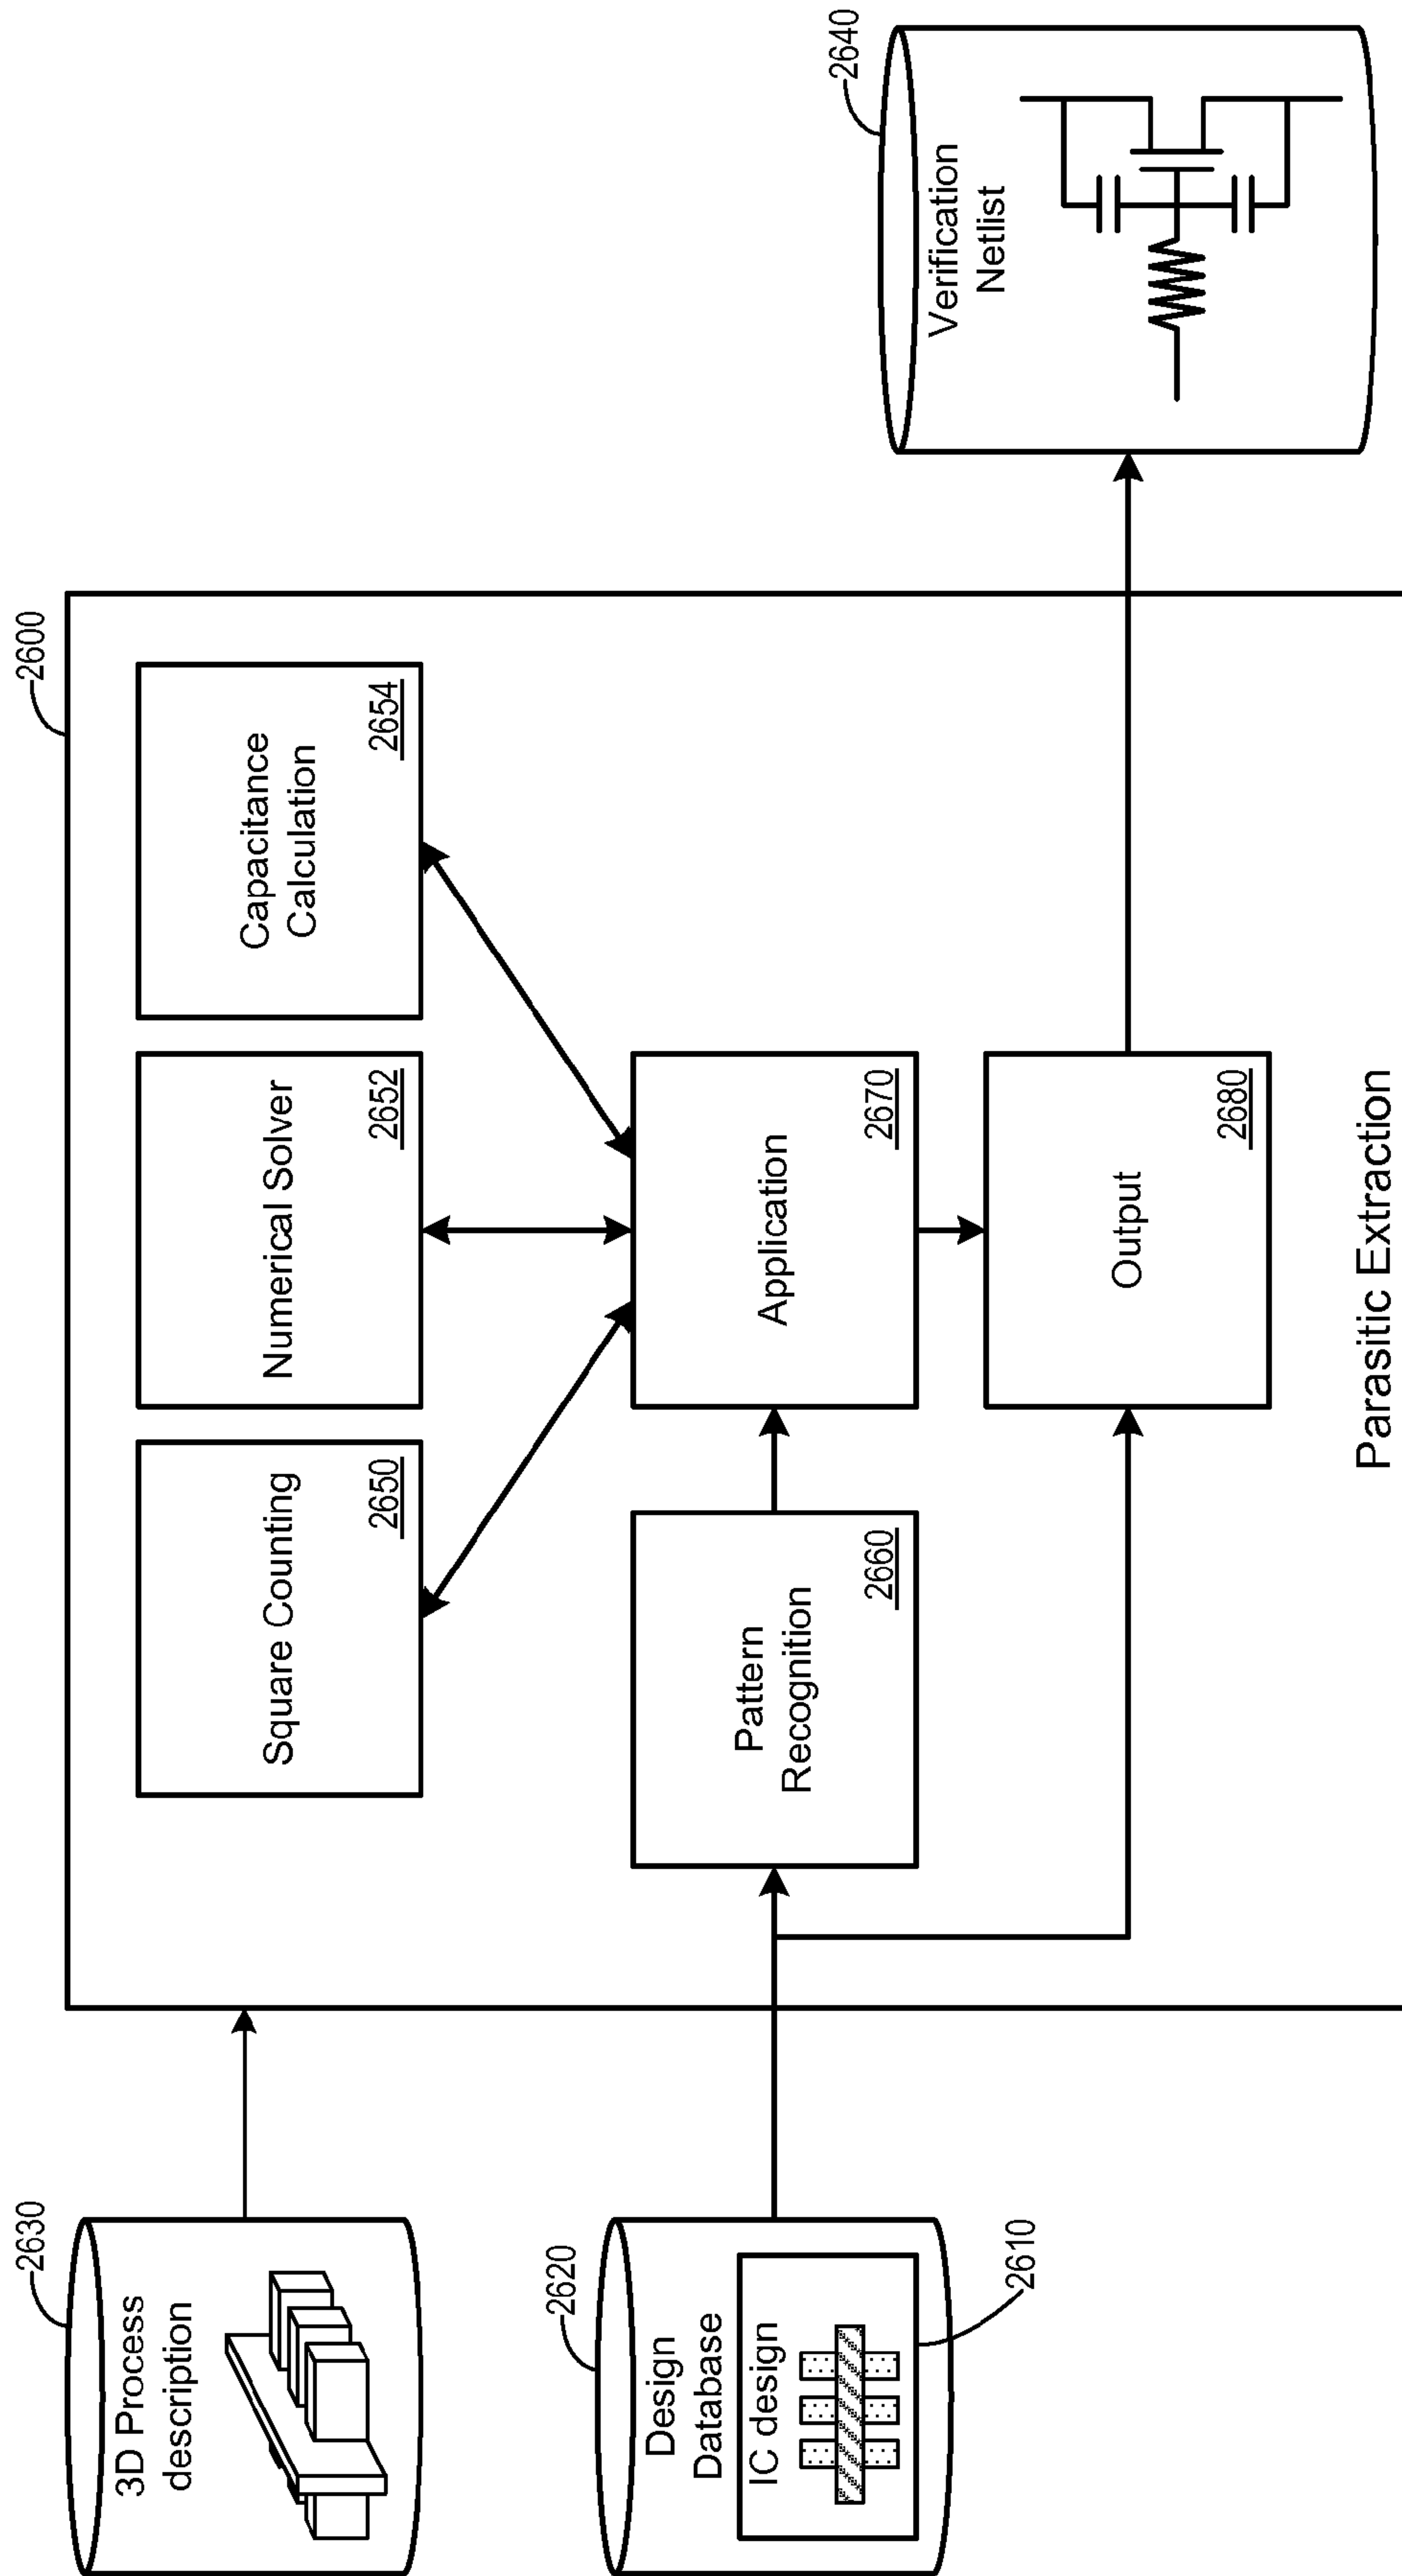 2630
3D Process
description
2620
Design
Database
IC design
2610
2600
Square Counting
2650
Numerical Solver
2652
Capacitance
Calculation
2654
Pattern
Recognition
2660
Application
2670
Output
2680
Parasitic Extraction
2640
Verification
Netlist